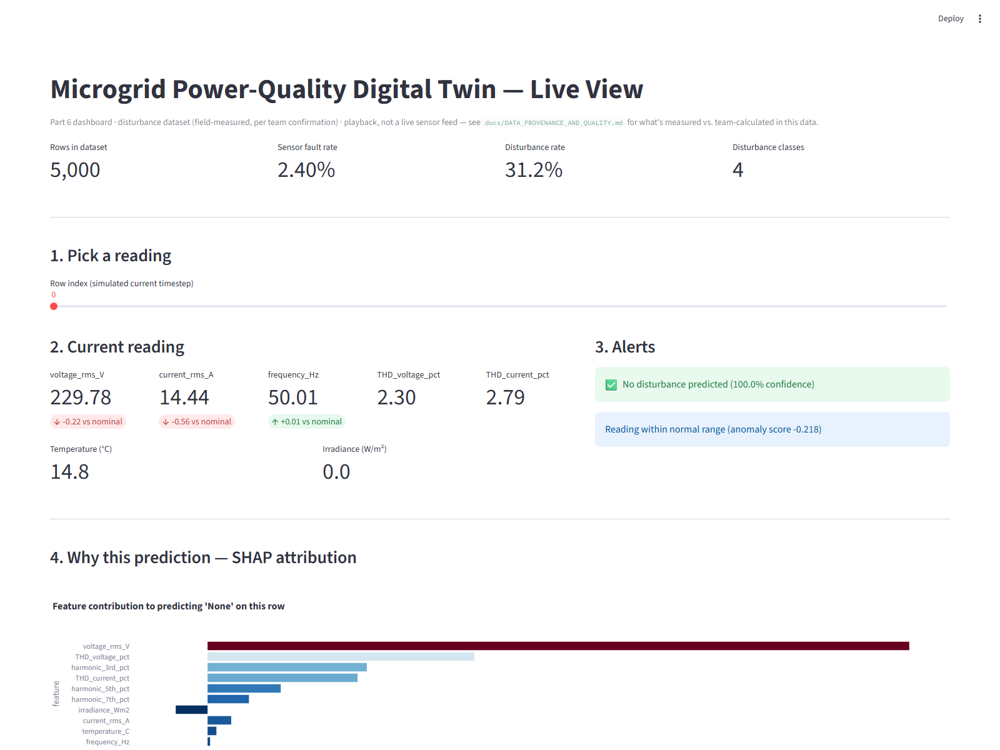 Deploy
Microgrid Power-Quality Digital Twin — Live View
Part 6 dashboard · disturbance dataset (field-measured, per team confirmation) · playback, not a live sensor feed — see docs/DATA_PROVENANCE_AND_QUALITY.md for what's measured vs. team-calculated in this data.
Rows in dataset Sensor fault rate Disturbance rate Disturbance classes
5,000 2.40% 31.2% 4
1. Pick a reading
Row index (simulated current timestep)
0
2. Current reading
voltage_rms_V current_rms_A frequency_Hz THD_voltage_pct THD_current_pct
229.78 14.44 50.01 2.30 2.79
↓ -0.22 vs nominal ↓ -0.56 vs nominal ↑ +0.01 vs nominal
Temperature (°C) Irradiance (W/m²)
14.8 0.0
3. Alerts
✅ No disturbance predicted (100.0% confidence)
Reading within normal range (anomaly score -0.218)
4. Why this prediction — SHAP attribution
Feature contribution to predicting 'None' on this row
feature
voltage_rms_V
THD_voltage_pct
harmonic_3rd_pct
THD_current_pct
harmonic_5th_pct
harmonic_7th_pct
irradiance_Wm2
current_rms_A
temperature_C
frequency_Hz